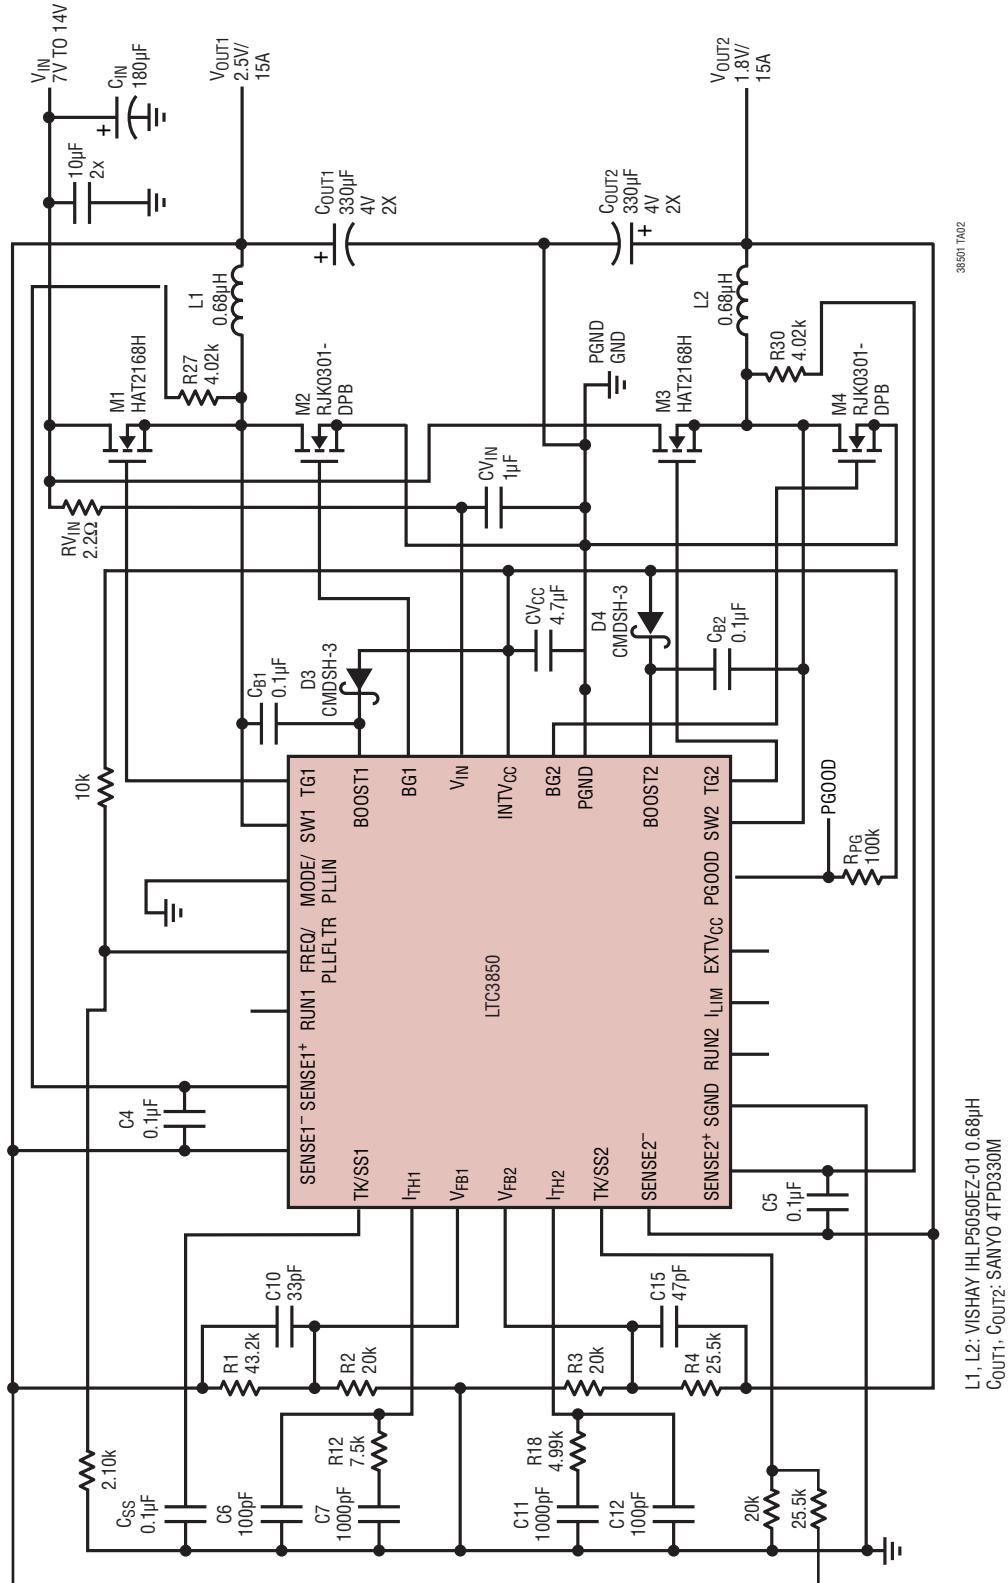 VIN
7V TO 14V
CIN
180µF
+
10µF
2x
VOUT1
2.5V/
15A
COUT1
330µF
4V
2X
+
COUT2
330µF
4V
2X
+
VOUT2
1.8V/
15A
38501 TA02
L1
0.68µH
L2
0.68µH
M1
HAT2168H
R27
4.02k
M2
RJK0301-
DPB
PGND
GND
M3
HAT2168H
R30
4.02k
M4
RJK0301-
DPB
RVIN
2.2Ω
CVIN
1µF
CB1
0.1µF
D3
CMDSH-3
CVCC
4.7µF
D4
CMDSH-3
CB2
0.1µF
10k
TG1
SW1
MODE/
PLLIN
FREQ/
PLLFLTR
RUN1
SENSE1+
SENSE1–
BOOST1
BG1
VIN
INTVCC
BG2
PGND
BOOST2
TG2
SW2
PGOOD
EXTVCC
ILIM
RUN2
SGND
SENSE2+
LTC3850
TK/SS1
ITH1
VFB1
VFB2
ITH2
TK/SS2
SENSE2–
PGOOD
RPG
100k
C4
0.1µF
C5
0.1µF
C10
33pF
R1
43.2k
R2
20k
R3
20k
C15
47pF
R4
25.5k
2.10k
CSS
0.1µF
C6
100pF
R12
7.5k
C7
1000pF
R18
4.99k
C11
1000pF
C12
100pF
20k
25.5k
L1, L2: VISHAY IHLP5050EZ-01 0.68µH
COUT1, COUT2: SANYO 4TPD330M